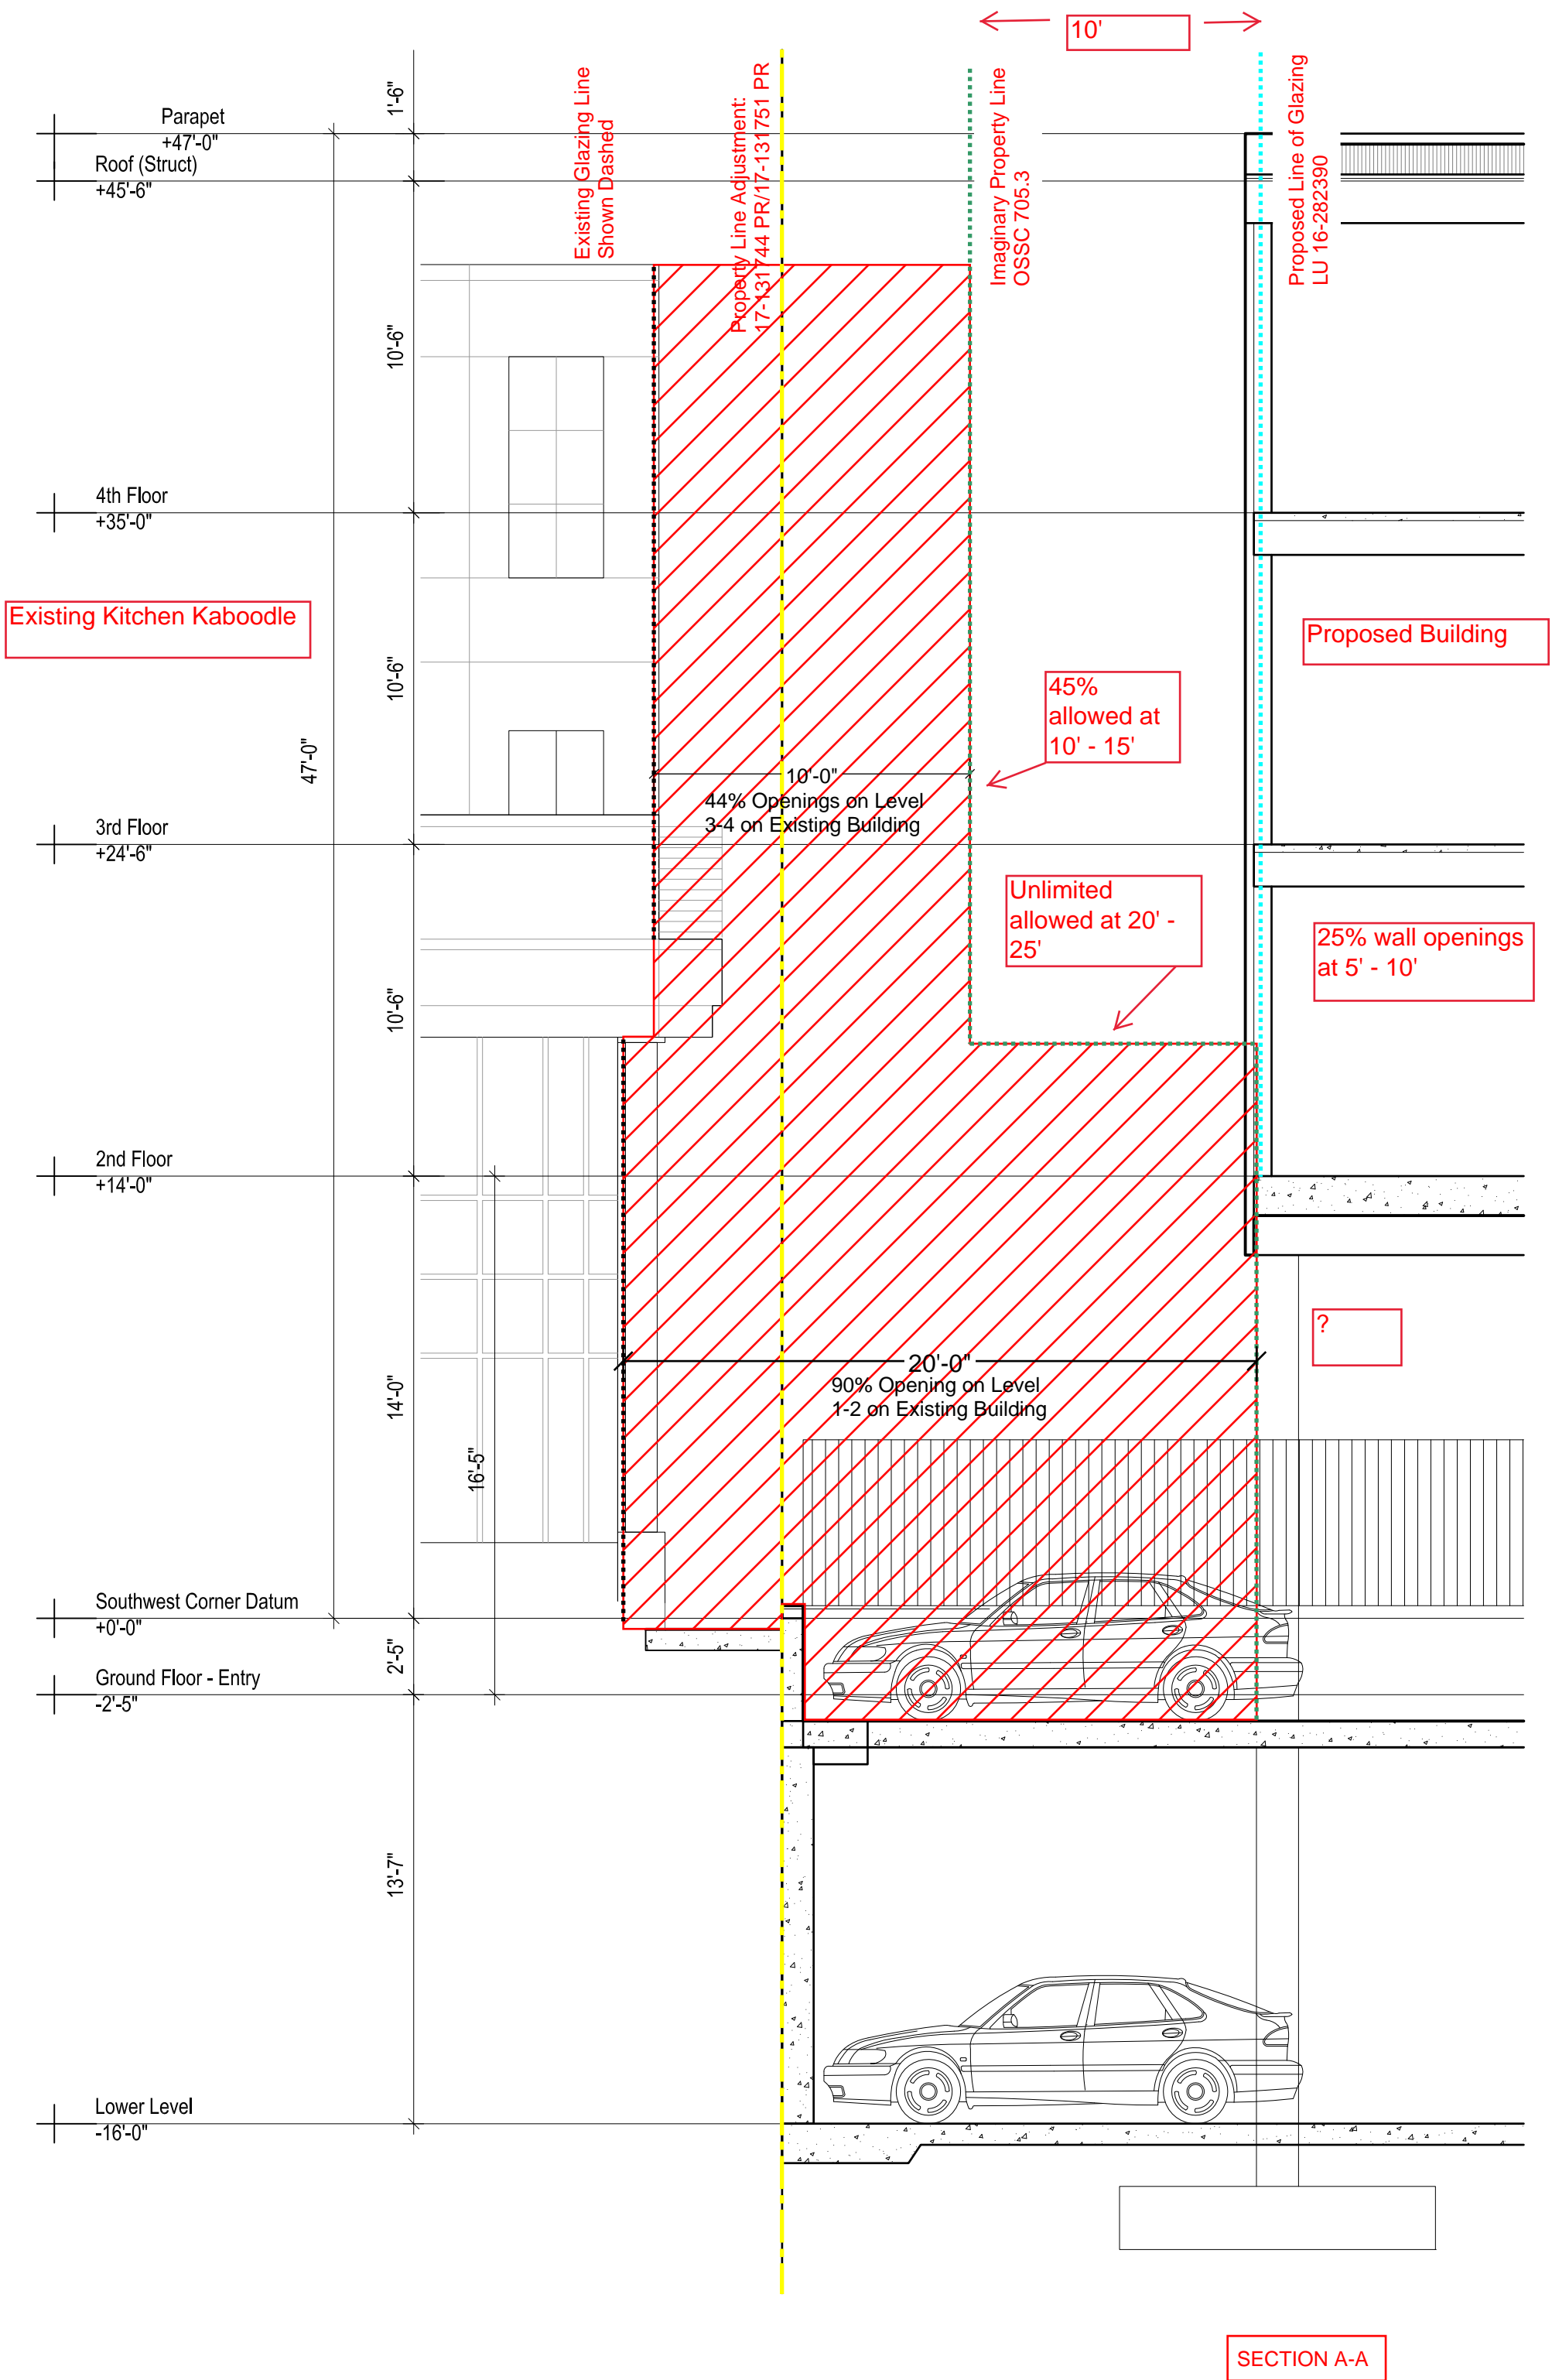 10'
Existing Glazing Line
Shown Dashed
Property Line Adjustment:
17-131744 PR/17-131751 PR
Imaginary Property Line
OSSC 705.3
Proposed Line of Glazing
LU 16-282390
1'-6"
Parapet
+47'-0"
Roof (Struct)
+45'-6"
10'-6"
4th Floor
+35'-0"
Existing Kitchen Kaboodle
Proposed Building
10'-6"
45%
allowed at
10' - 15'
47'-0"
10'-0"
44% Openings on Level
3-4 on Existing Building
3rd Floor
+24'-6"
Unlimited
allowed at 20' -
25'
25% wall openings
at 5' - 10'
10'-6"
2nd Floor
+14'-0"
?
20'-0"
90% Opening on Level
1-2 on Existing Building
14'-0"
16'-5"
Southwest Corner Datum
+0'-0"
2'-5"
Ground Floor - Entry
-2'-5"
13'-7"
Lower Level
-16'-0"
SECTION A-A